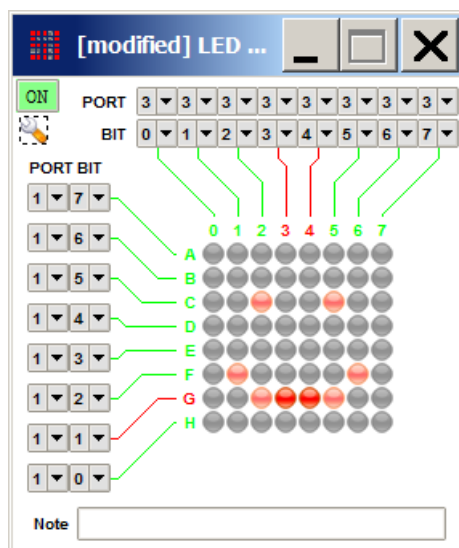 [modified] LED ...
ON PORT 3 3 3 3 3 3 3 3
BIT 0 1 2 3 4 5 6 7
PORT BIT
0 1 2 3 4 5 6 7
1 7 A
1 6 B
1 5 C
1 4 D
1 3 E
1 2 F
1 1 G
1 0 H
Note